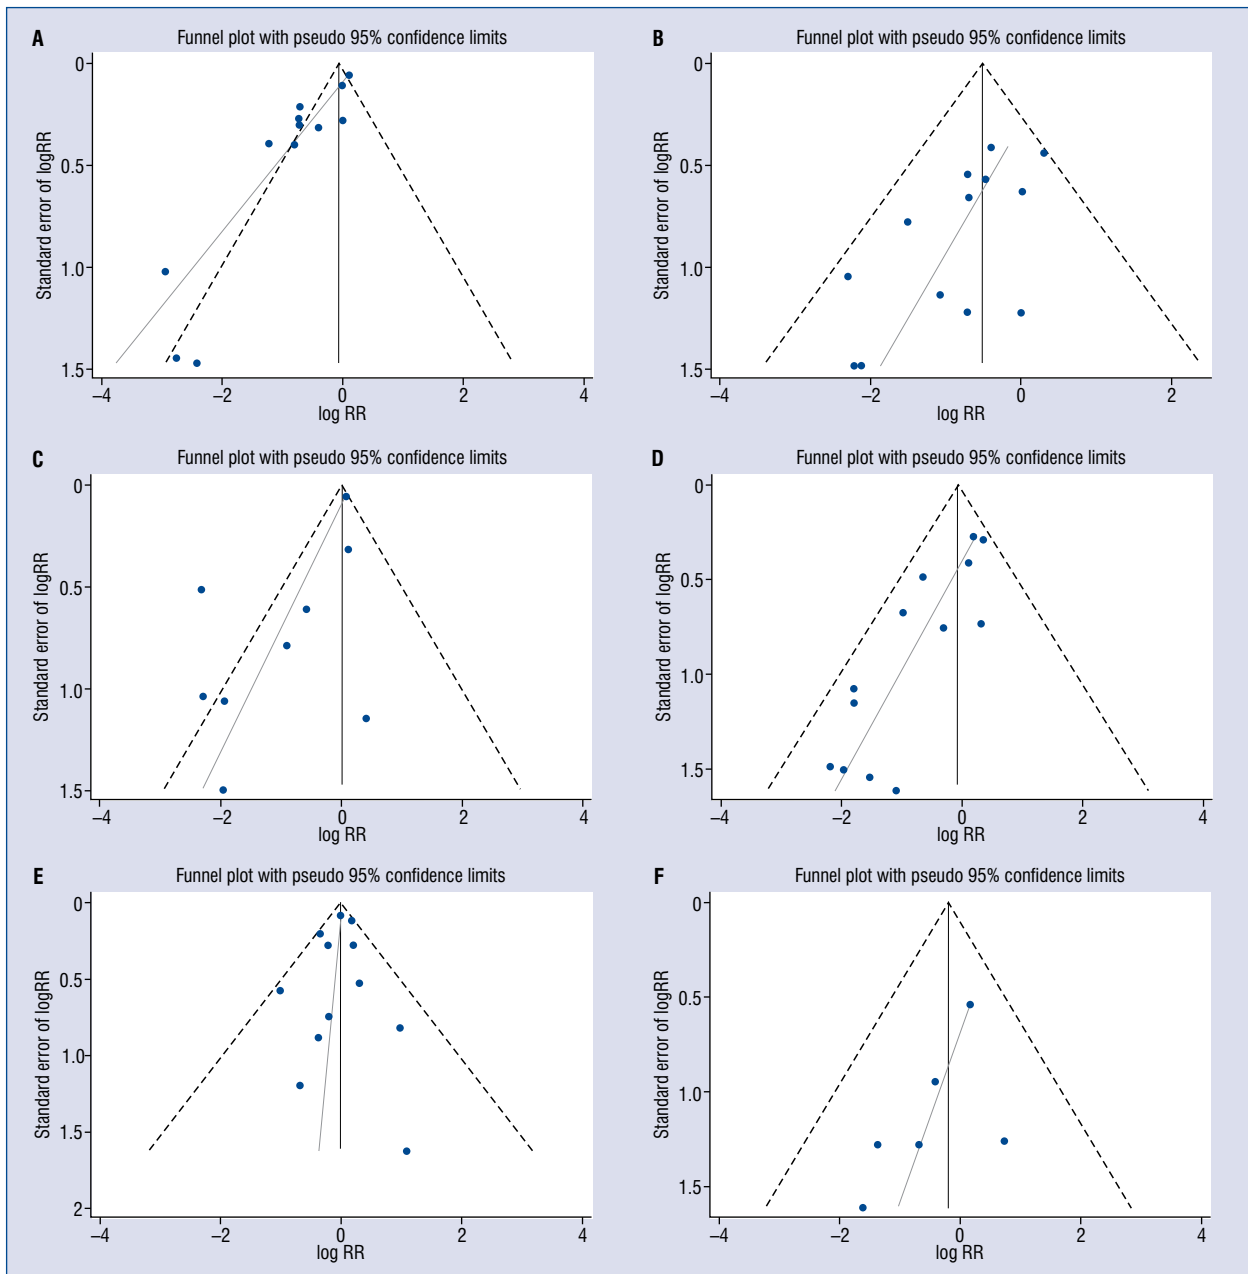 A
Funnel plot with pseudo 95% confidence limits
Standard error of logRR
0
0.5
1.0
1.5
–4
–2
0
2
4
log RR
B
Funnel plot with pseudo 95% confidence limits
Standard error of logRR
0
0.5
1.0
1.5
–4
–2
0
2
log RR
C
Funnel plot with pseudo 95% confidence limits
Standard error of logRR
0
0.5
1.0
1.5
–4
–2
0
2
4
log RR
D
Funnel plot with pseudo 95% confidence limits
Standard error of logRR
0
0.5
1.0
1.5
–4
–2
0
2
4
log RR
E
Funnel plot with pseudo 95% confidence limits
Standard error of logRR
0
0.5
1.0
1.5
2
–4
–2
0
2
4
log RR
F
Funnel plot with pseudo 95% confidence limits
Standard error of logRR
0
0.5
1.0
1.5
–4
–2
0
2
4
log RR